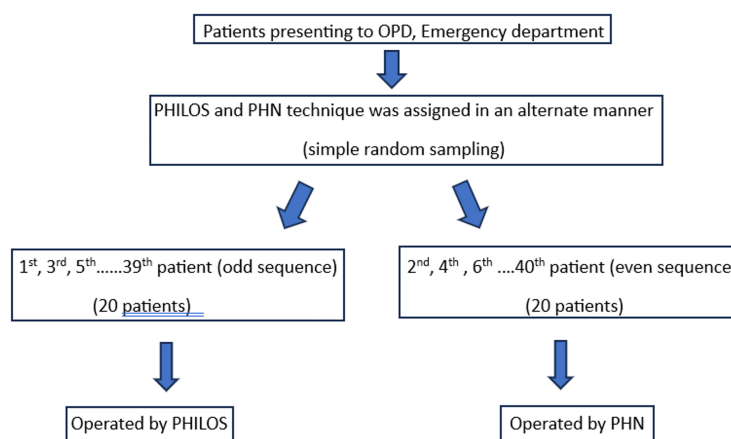 Patients presenting to OPD, Emergency department
PHILOS and PHN technique was assigned in an alternate manner
(simple random sampling)
1st, 3rd, 5th......39th patient (odd sequence)
(20 patients)
2nd, 4th , 6th ....40th patient (even sequence
(20 patients)
Operated by PHILOS
Operated by PHN